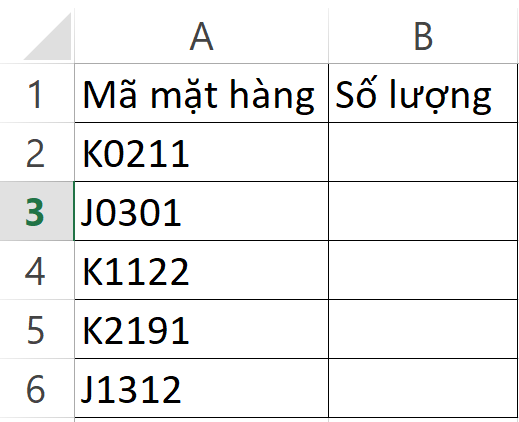 A B
1 Mã mặt hàng Số lượng
2 K0211
3 J0301
4 K1122
5 K2191
6 J1312